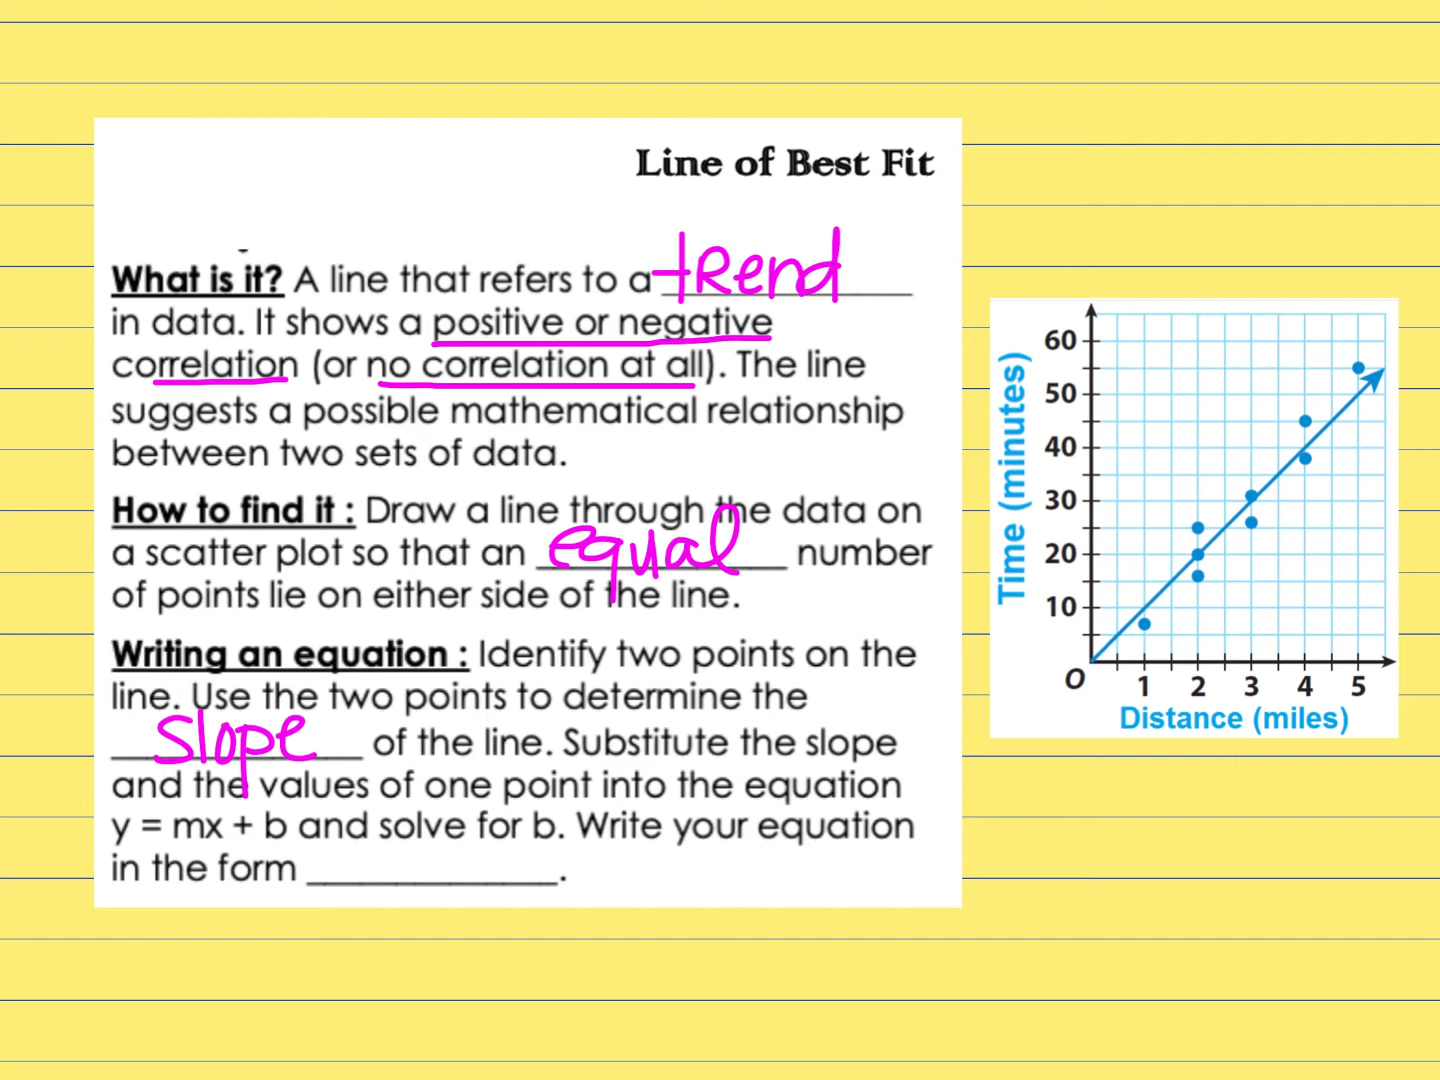 Line of Best Fit
What is it? A line that refers to a trend
in data. It shows a positive or negative
correlation (or no correlation at all). The line
suggests a possible mathematical relationship
between two sets of data.
How to find it : Draw a line through the data on
a scatter plot so that an equal number
of points lie on either side of the line.
Writing an equation : Identify two points on the
line. Use the two points to determine the
slope of the line. Substitute the slope
and the values of one point into the equation
y = mx + b and solve for b. Write your equation
in the form ______________.
Time (minutes)
60
50
40
30
20
10
O 1 2 3 4 5
Distance (miles)